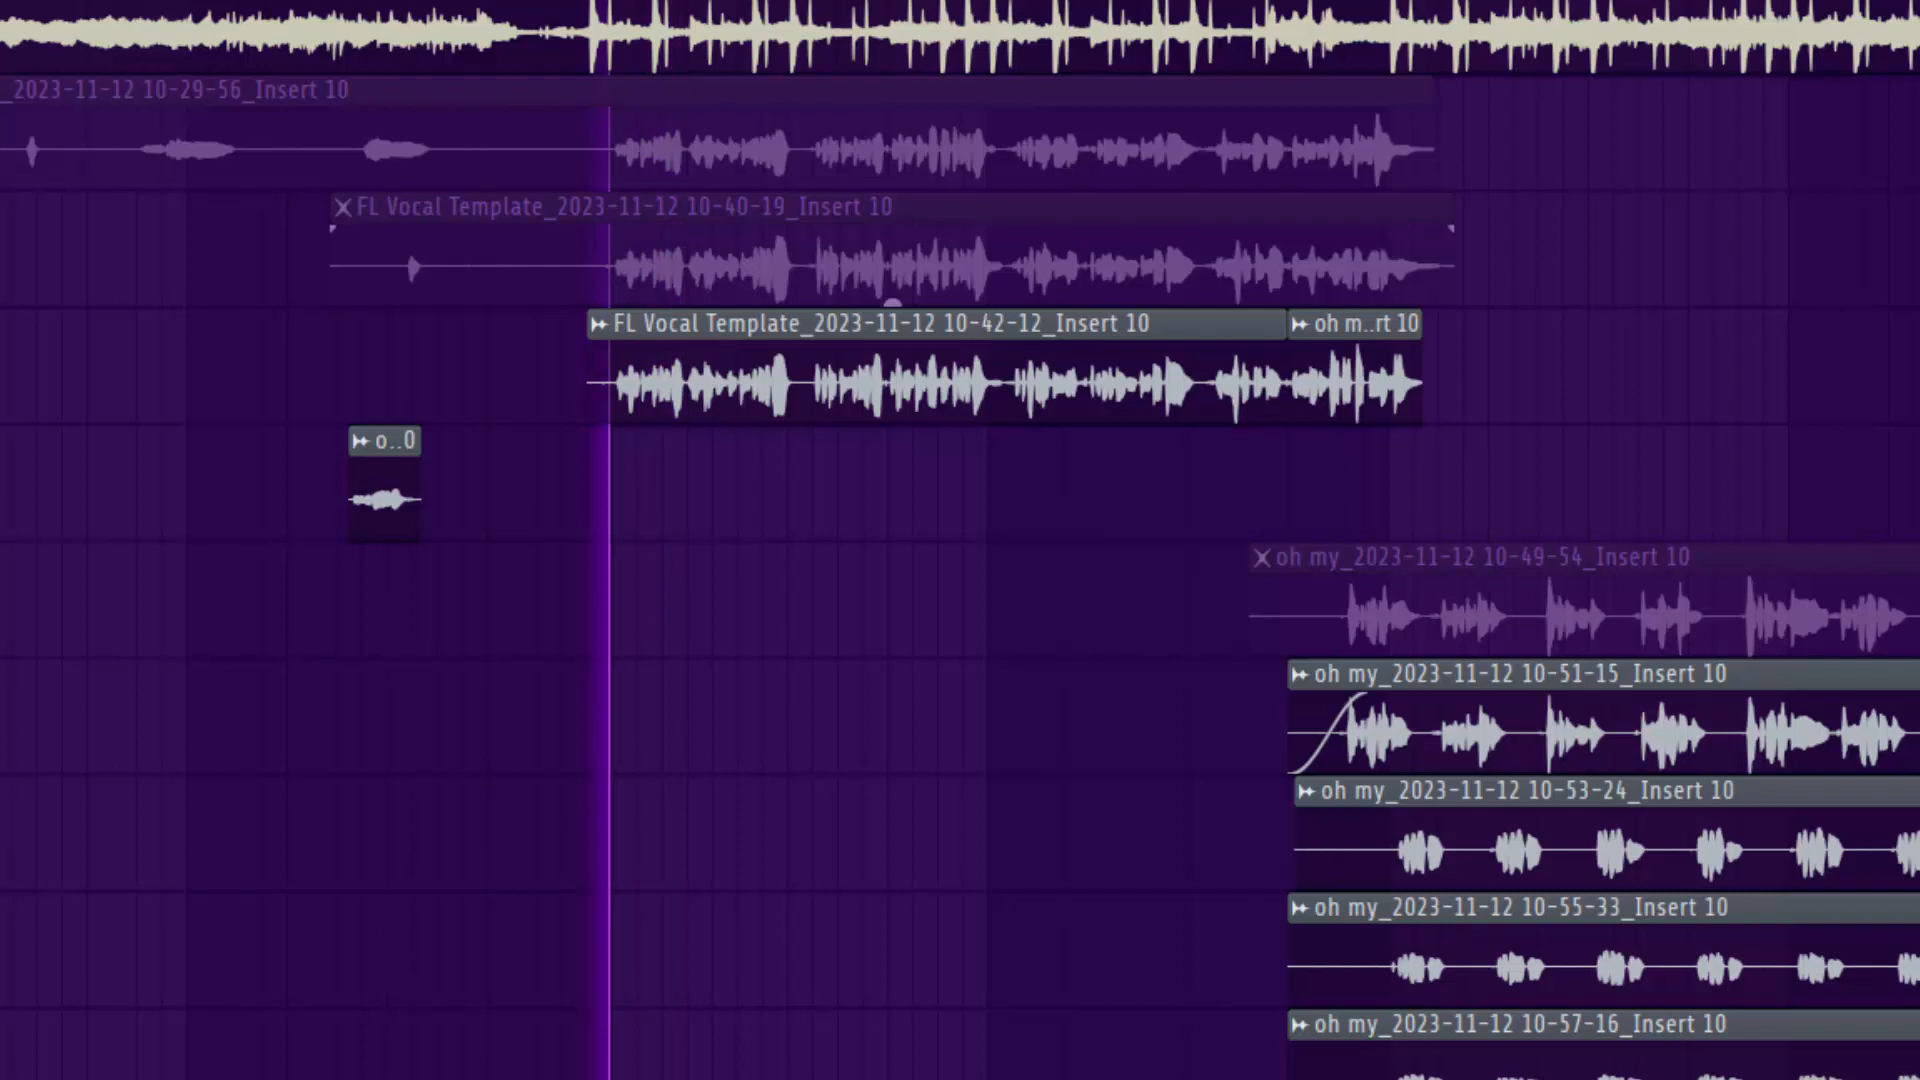 _2023-11-12 10-29-56_Insert 10
FL Vocal Template_2023-11-12 10-40-19_Insert 10
FL Vocal Template_2023-11-12 10-42-12_Insert 10
oh m..rt 10
o..0
oh my_2023-11-12 10-49-54_Insert 10
oh my_2023-11-12 10-51-15_Insert 10
oh my_2023-11-12 10-53-24_Insert 10
oh my_2023-11-12 10-55-33_Insert 10
oh my_2023-11-12 10-57-16_Insert 10